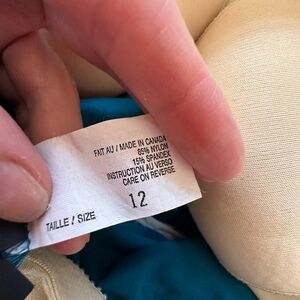 FAIT AU / MADE IN CANADA
85% NYLON
15% SPANDEX
INSTRUCTION AU VERSO
CARE ON REVERSE
TAILLE / SIZE
12